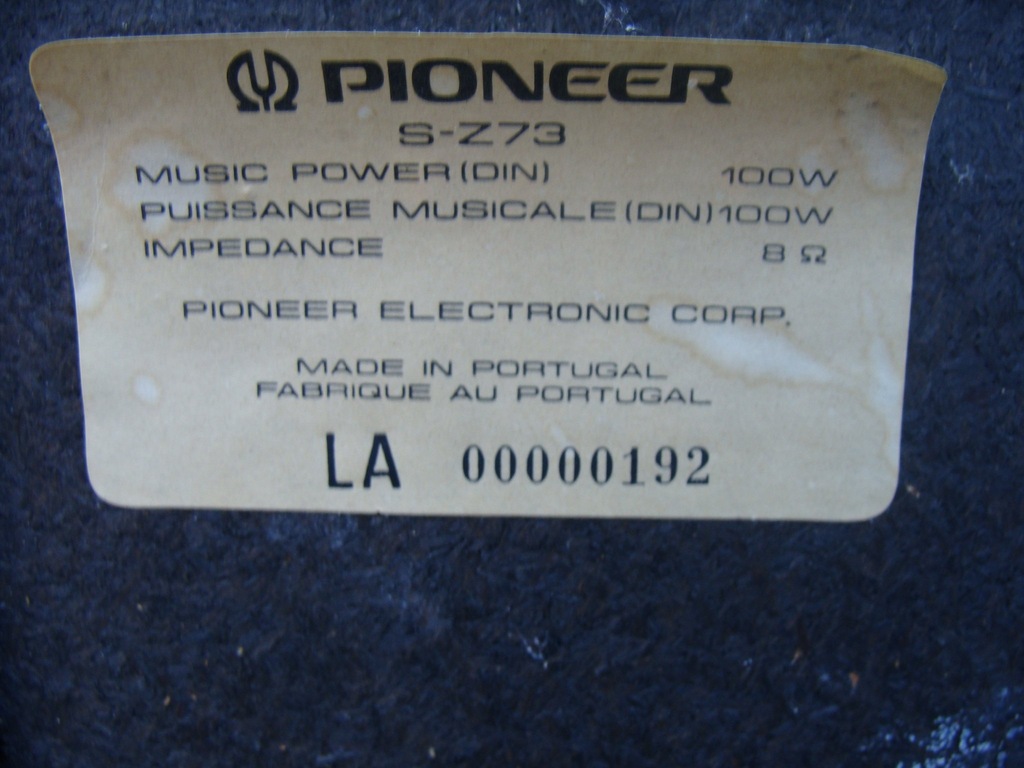 PIONEER
S-Z73
MUSIC POWER (DIN) 100W
PUISSANCE MUSICALE (DIN) 100W
IMPEDANCE 8 Ω
PIONEER ELECTRONIC CORP.
MADE IN PORTUGAL
FABRIQUE AU PORTUGAL
LA 00000192